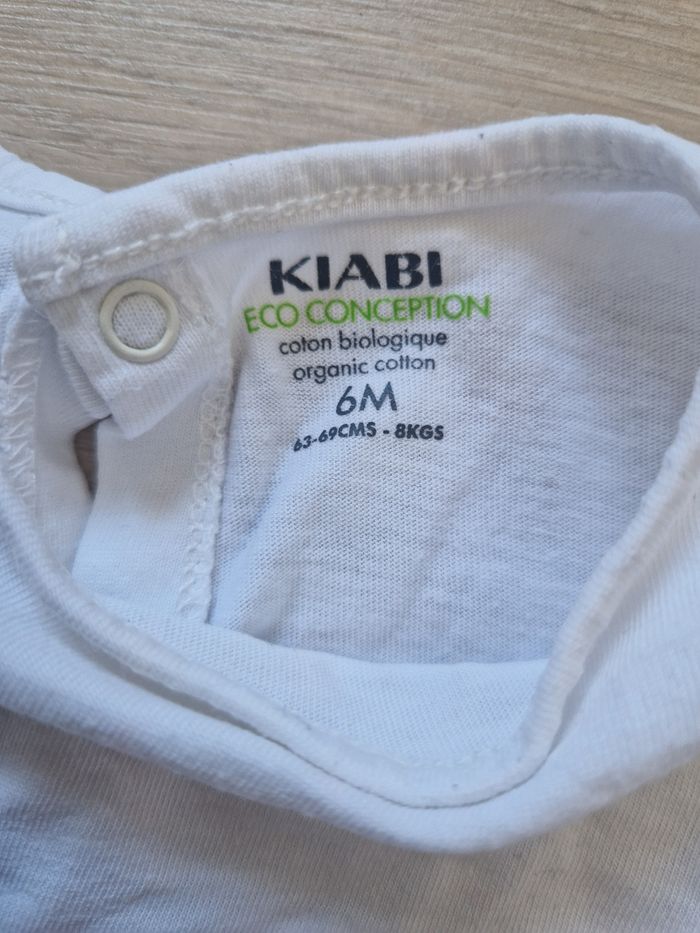 KIABI
ECO CONCEPTION
coton biologique
organic cotton
6M
63-69CMS - 8KGS